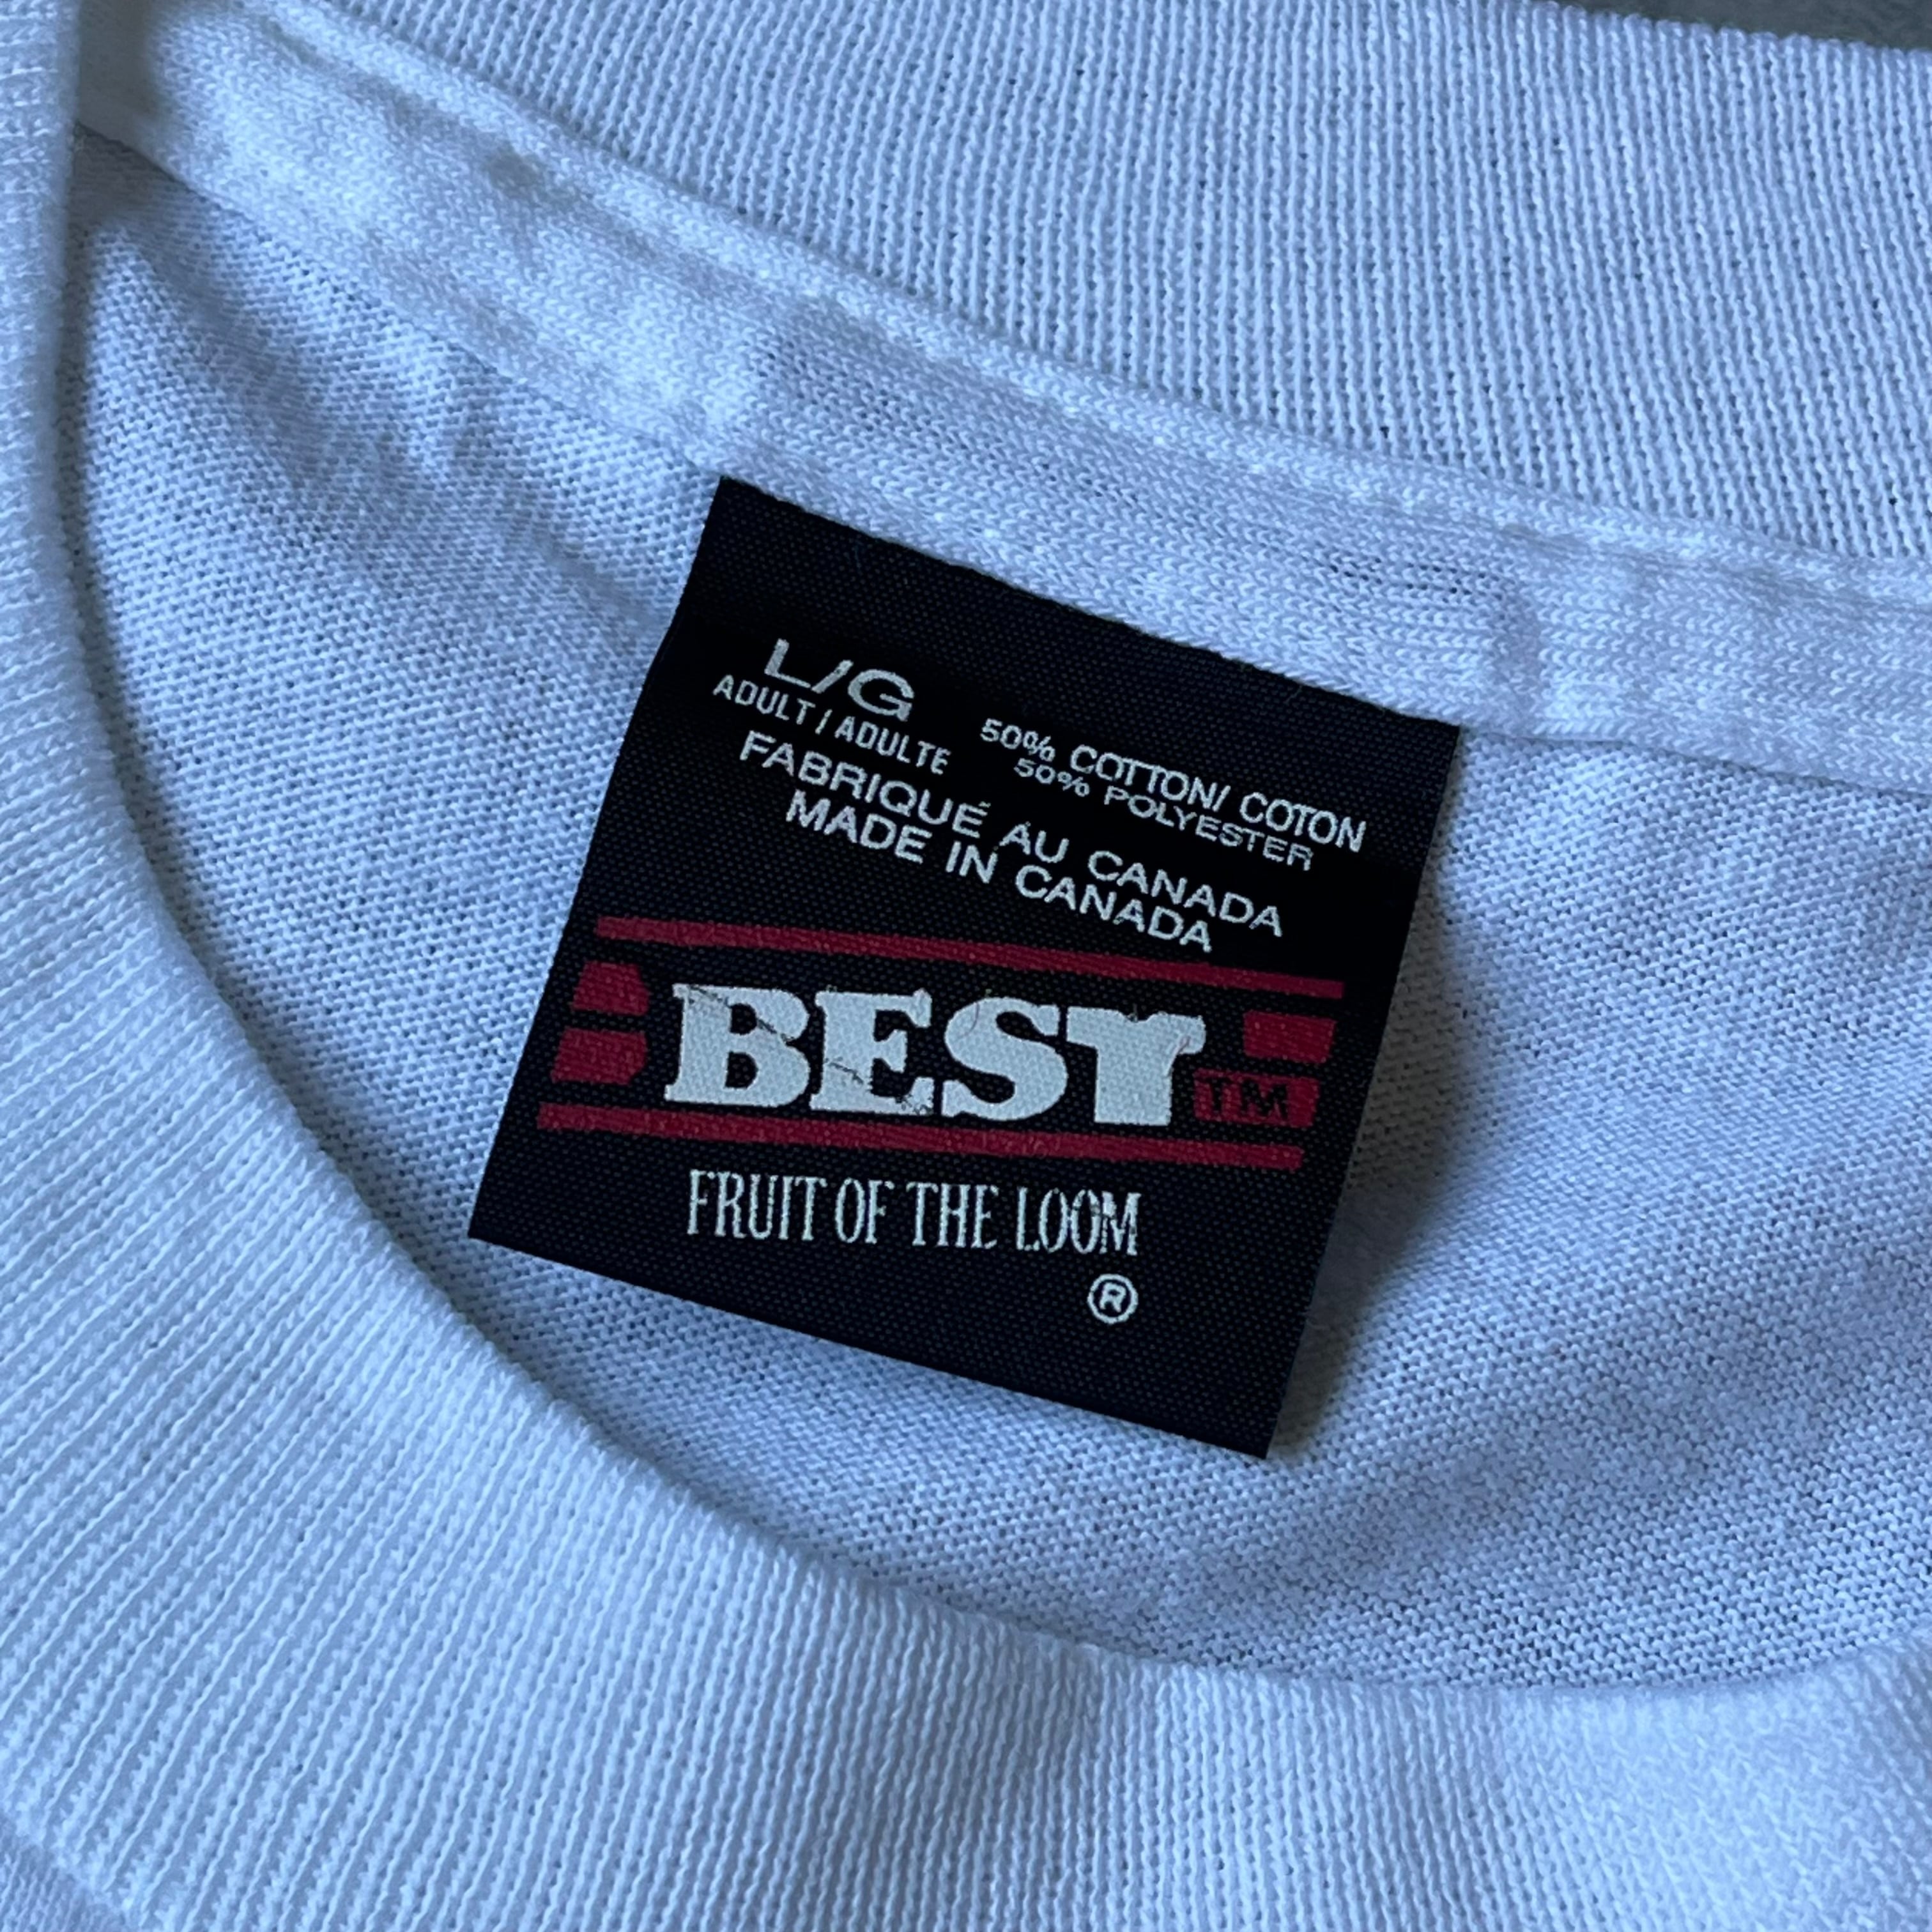 L/G
ADULT / ADULTE
50% COTTON/ COTON
50% POLYESTER
FABRIQUÉ AU CANADA
MADE IN CANADA
BEST TM
FRUIT OF THE LOOM
®